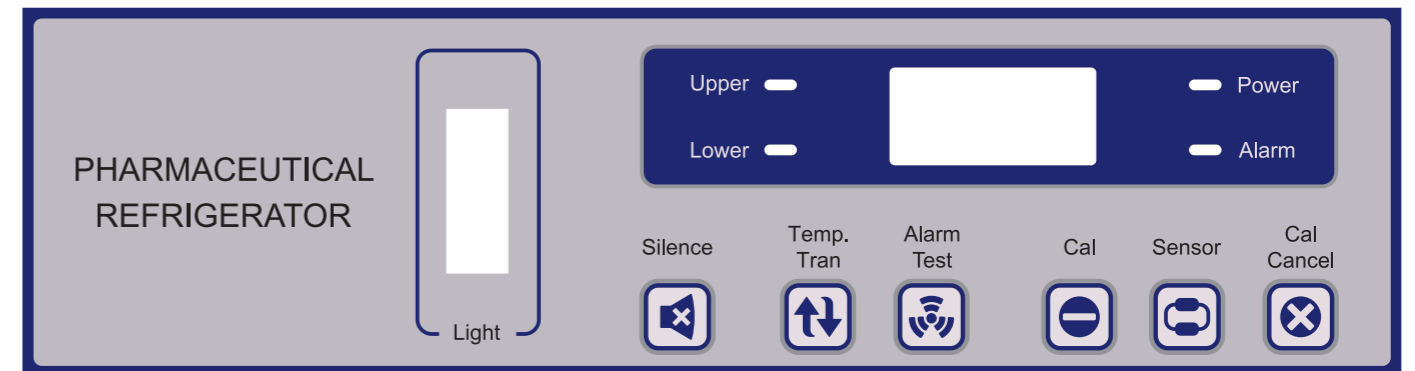 PHARMACEUTICAL
REFRIGERATOR
Light
Upper
Power
Lower
Alarm
Silence
Temp.
Tran
Alarm
Test
Cal
Sensor
Cal
Cancel